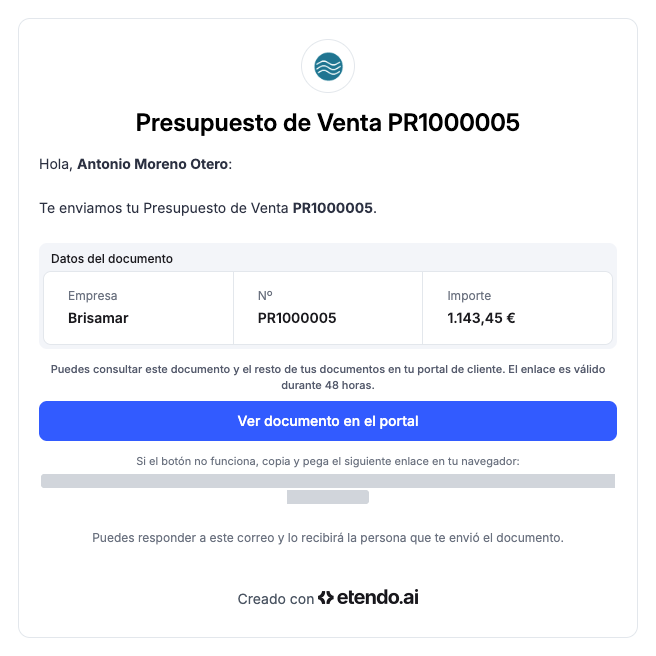 Presupuesto de Venta PR1000005
Hola, Antonio Moreno Otero:
Te enviamos tu Presupuesto de Venta PR1000005.
Datos del documento
Empresa Nº Importe
Brisamar PR1000005 1.143,45 €
Puedes consultar este documento y el resto de tus documentos en tu portal de cliente. El enlace es válido
durante 48 horas.
Ver documento en el portal
Si el botón no funciona, copia y pega el siguiente enlace en tu navegador:
Puedes responder a este correo y lo recibirá la persona que te envió el documento.
Creado con etendo.ai